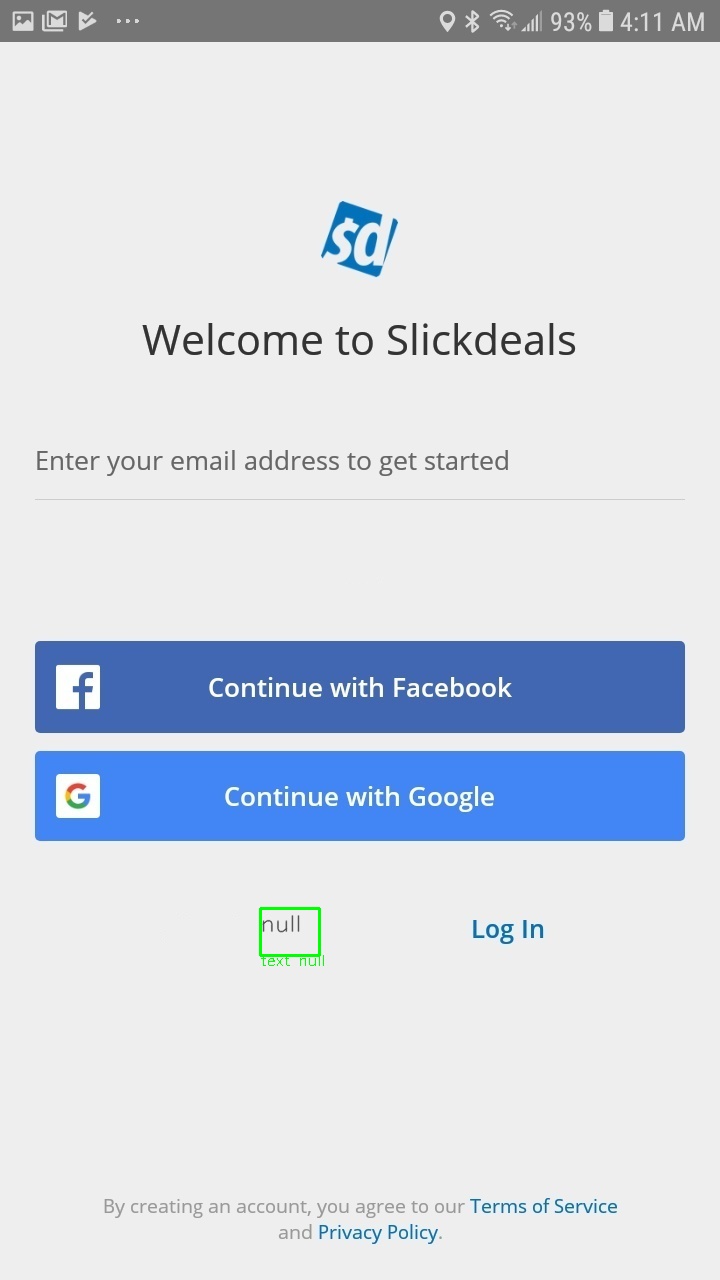 93% 4:11 AM
sd
Welcome to Slickdeals
Enter your email address to get started
Continue with Facebook
Continue with Google
null
text null
Log In
By creating an account, you agree to our Terms of Service
and Privacy Policy.